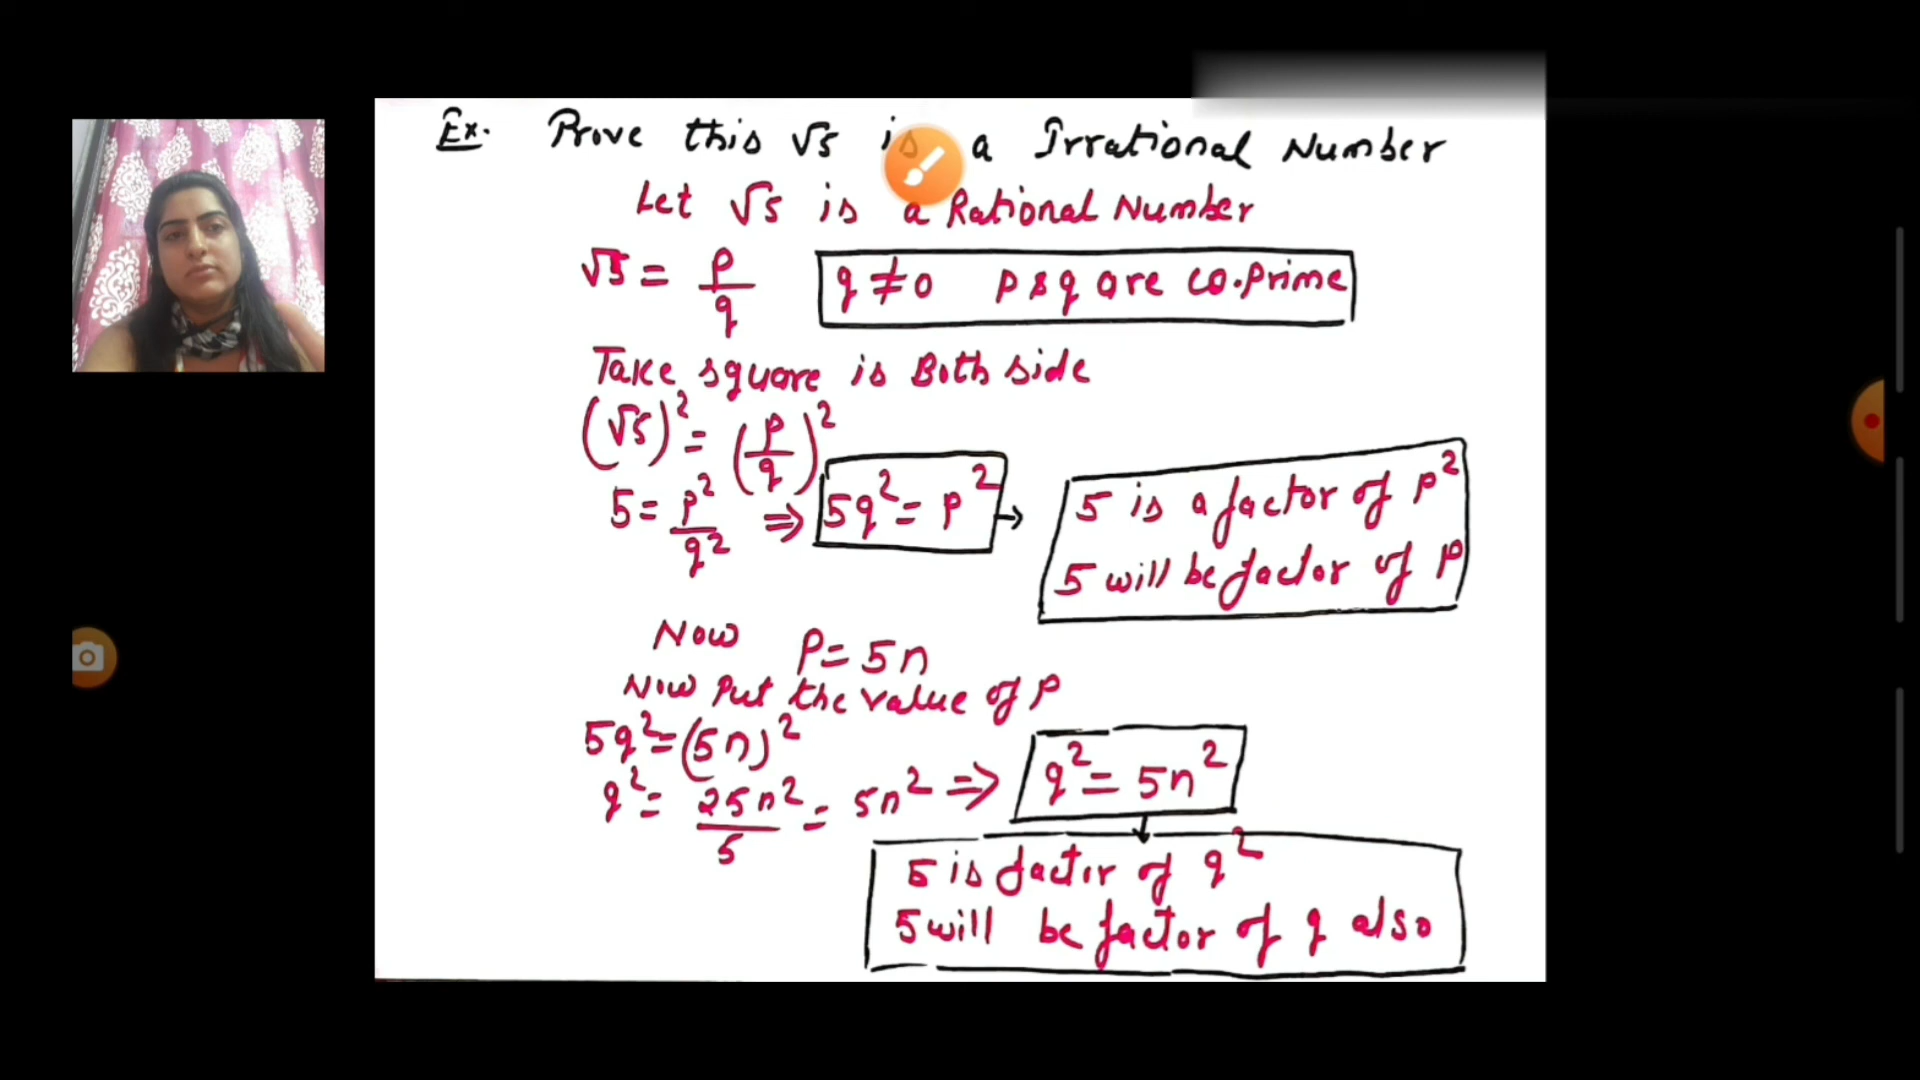 Ex. Prove this √5 is a Irrational Number
Let √5 is a Rational Number
√5 = p/q q ≠ 0 p & q are co.prime
Take square is Both side
(√5)² = (p/q)²
5 = p²/q² ⇒ 5q² = p² → 5 is a factor of p²
5 will be factor of p
Now P = 5n
Now Put the value of p
5q² = (5n)²
q² = 25n²/5 = 5n² ⇒ q² = 5n²
5 is factor of q²
5 will be factor of q also